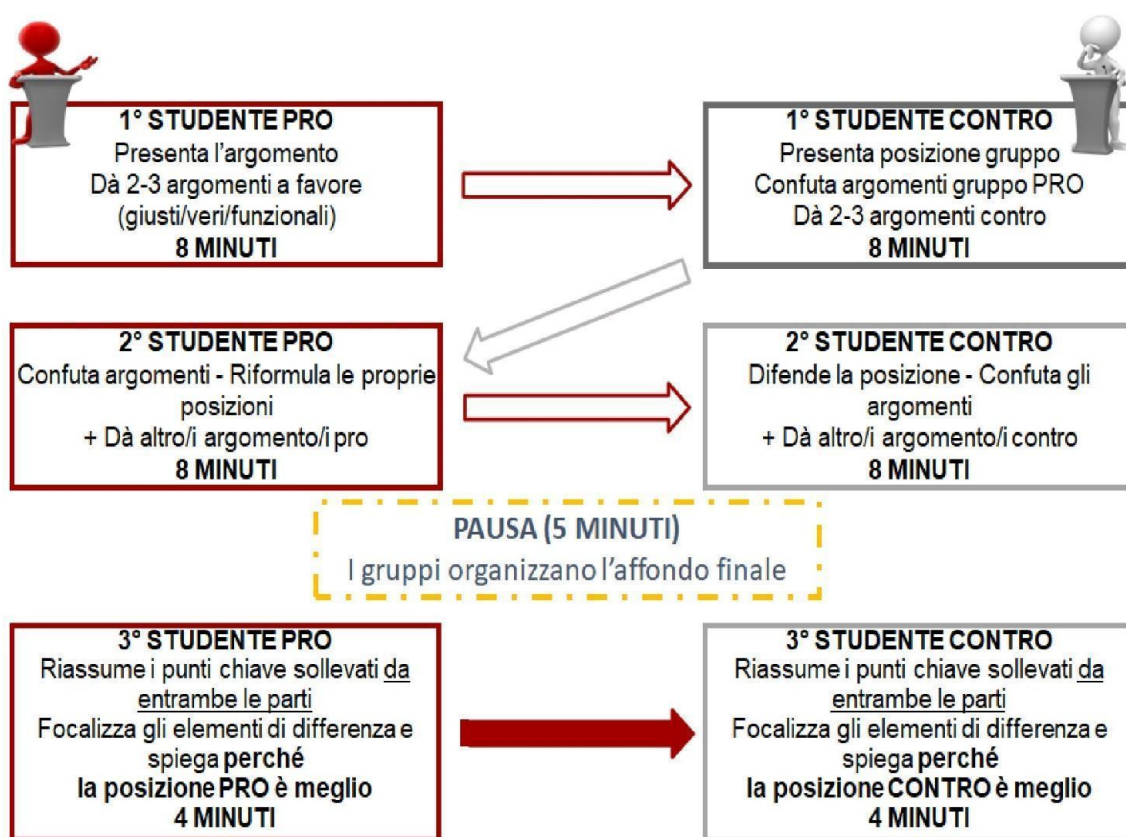 1° STUDENTE PRO
Presenta l'argomento
Dà 2-3 argomenti a favore
(giusti/veri/funzionali)
8 MINUTI
1° STUDENTE CONTRO
Presenta posizione gruppo
Confuta argomenti gruppo PRO
Dà 2-3 argomenti contro
8 MINUTI
2° STUDENTE PRO
Confuta argomenti - Riformula le proprie
posizioni
+ Dà altro/i argomento/i pro
8 MINUTI
2° STUDENTE CONTRO
Difende la posizione - Confuta gli
argomenti
+ Dà altro/i argomento/i contro
8 MINUTI
PAUSA (5 MINUTI)
I gruppi organizzano l'affondo finale
3° STUDENTE PRO
Riassume i punti chiave sollevati da
entrambe le parti
Focalizza gli elementi di differenza e
spiega perché
la posizione PRO è meglio
4 MINUTI
3° STUDENTE CONTRO
Riassume i punti chiave sollevati da
entrambe le parti
Focalizza gli elementi di differenza e
spiega perché
la posizione CONTRO è meglio
4 MINUTI